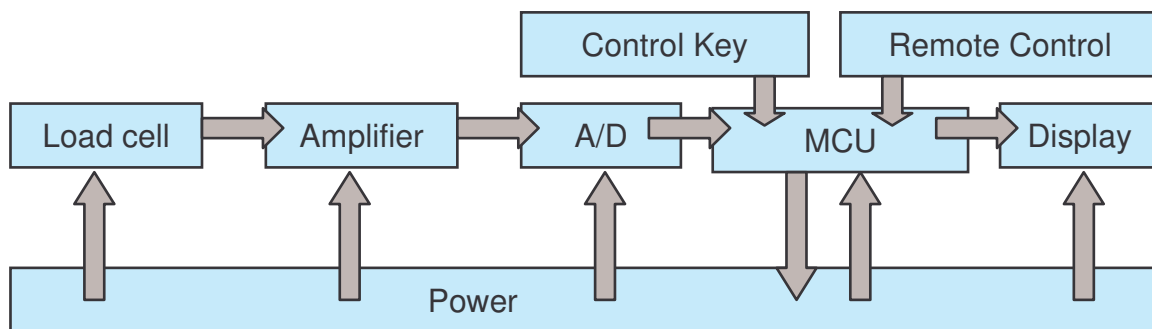 Control Key
Remote Control
Load cell
Amplifier
A/D
MCU
Display
Power